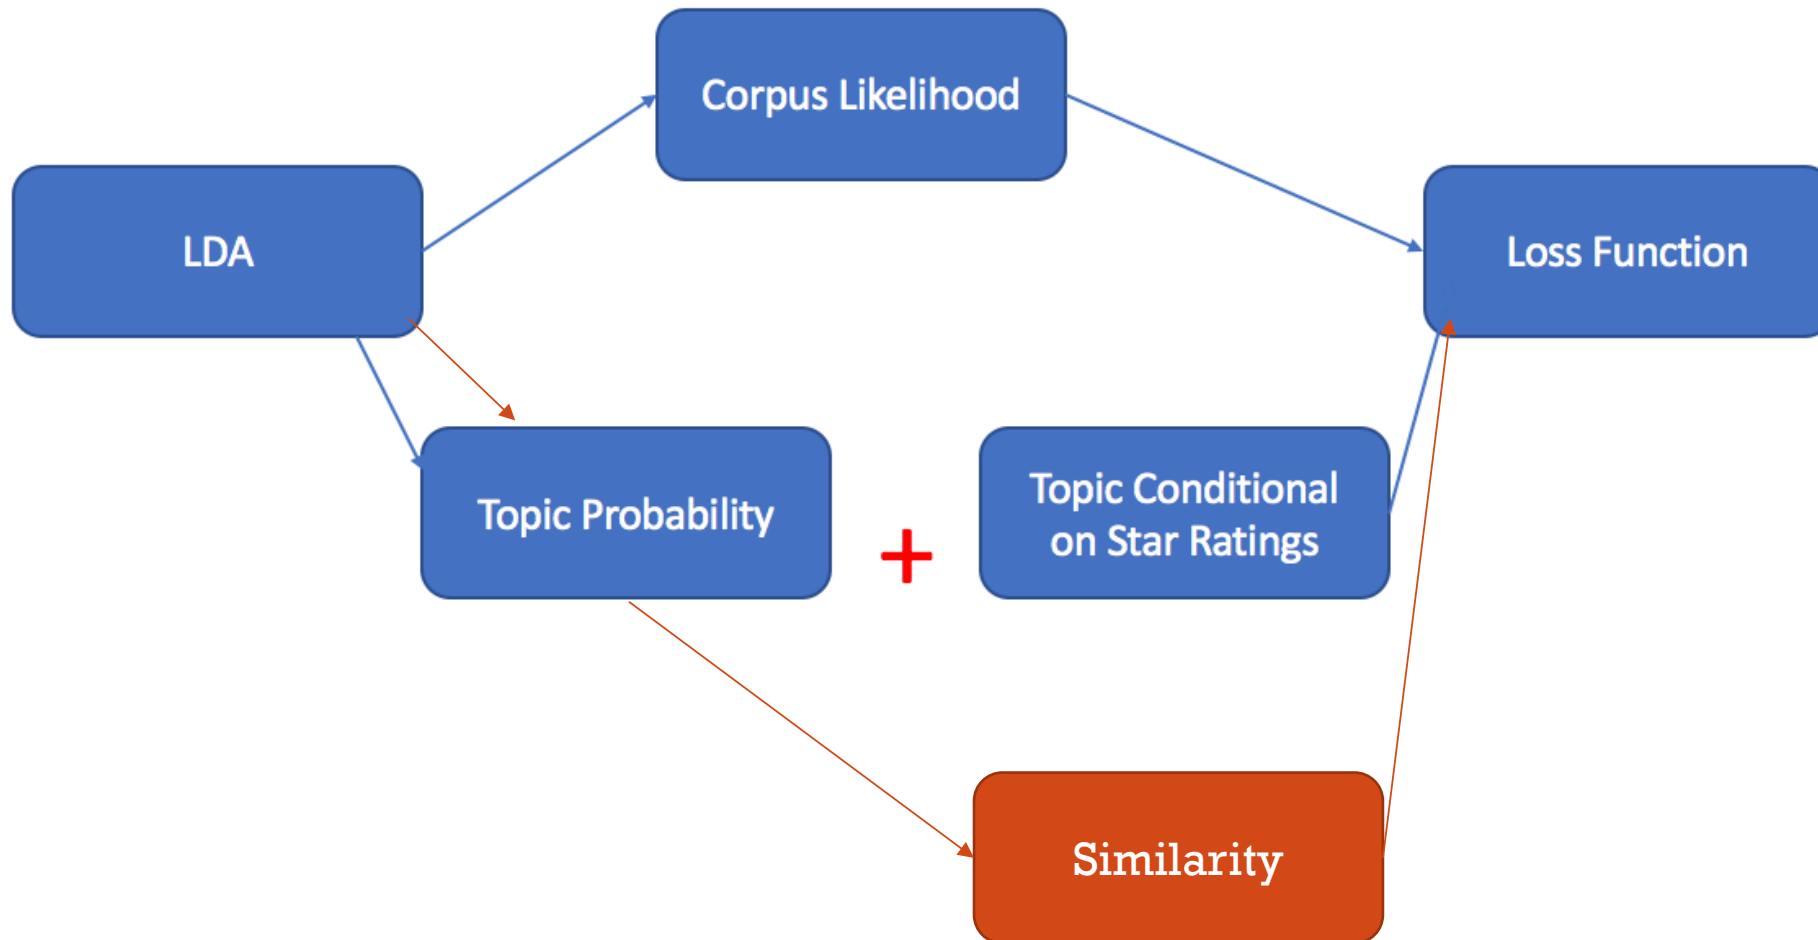 Corpus Likelihood
LDA
Loss Function
Topic Probability
+
Topic Conditional
on Star Ratings
Similarity